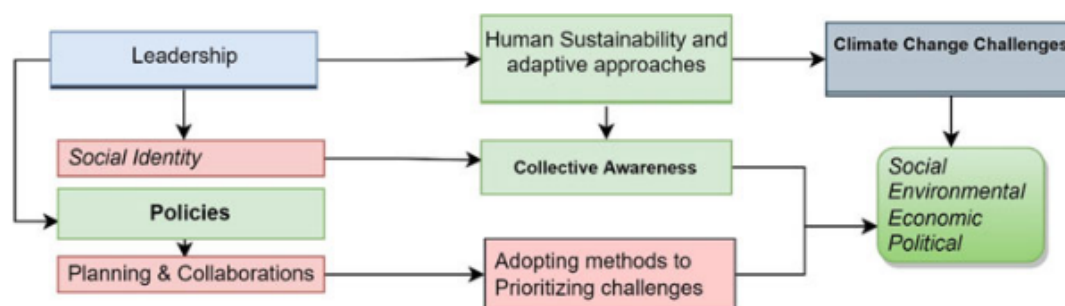 Leadership
Human Sustainability and
adaptive approaches
Climate Change Challenges
Social Identity
Collective Awareness
Social
Environmental
Economic
Political
Policies
Planning & Collaborations
Adopting methods to
Prioritizing challenges